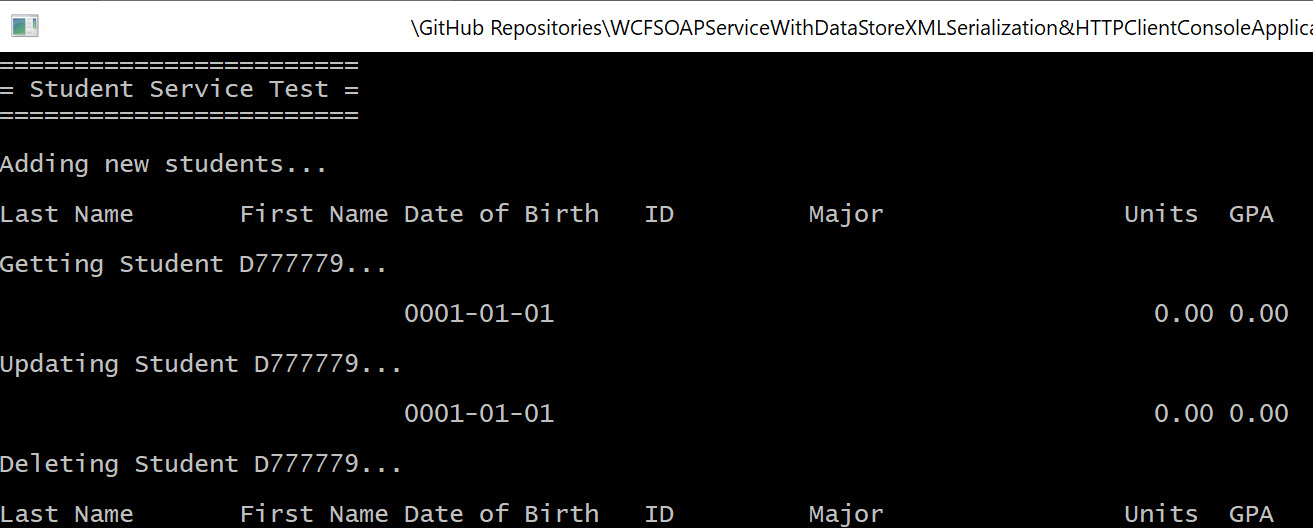 \GitHub Repositories\WCFSOAPServiceWithDataStoreXMLSerialization&HTTPClientConsoleApplica
========================
= Student Service Test =
========================
Adding new students...
Last Name       First Name Date of Birth   ID         Major                Units  GPA
Getting Student D777779...
0001-01-01                                        0.00 0.00
Updating Student D777779...
0001-01-01                                        0.00 0.00
Deleting Student D777779...
Last Name       First Name Date of Birth   ID         Major                Units  GPA